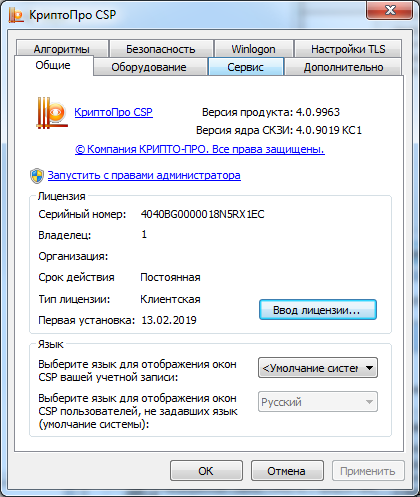 КриптоПро CSP
Алгоритмы Безопасность Winlogon Настройки TLS
Общие Оборудование Сервис Дополнительно
КриптоПро CSP Версия продукта: 4.0.9963
Версия ядра СКЗИ: 4.0.9019 КС1
© Компания КРИПТО-ПРО. Все права защищены.
Запустить с правами администратора
Лицензия
Серийный номер: 4040BG0000018N5RX1EC
Владелец: 1
Организация:
Срок действия Постоянная
Тип лицензии: Клиентская
Ввод лицензии...
Первая установка: 13.02.2019
Язык
Выберите язык для отображения окон
CSP вашей учетной записи:
<Умолчание систем
Выберите язык для отображения окон
CSP пользователей, не задавших язык
(умолчание системы):
Русский
ОК Отмена Применить